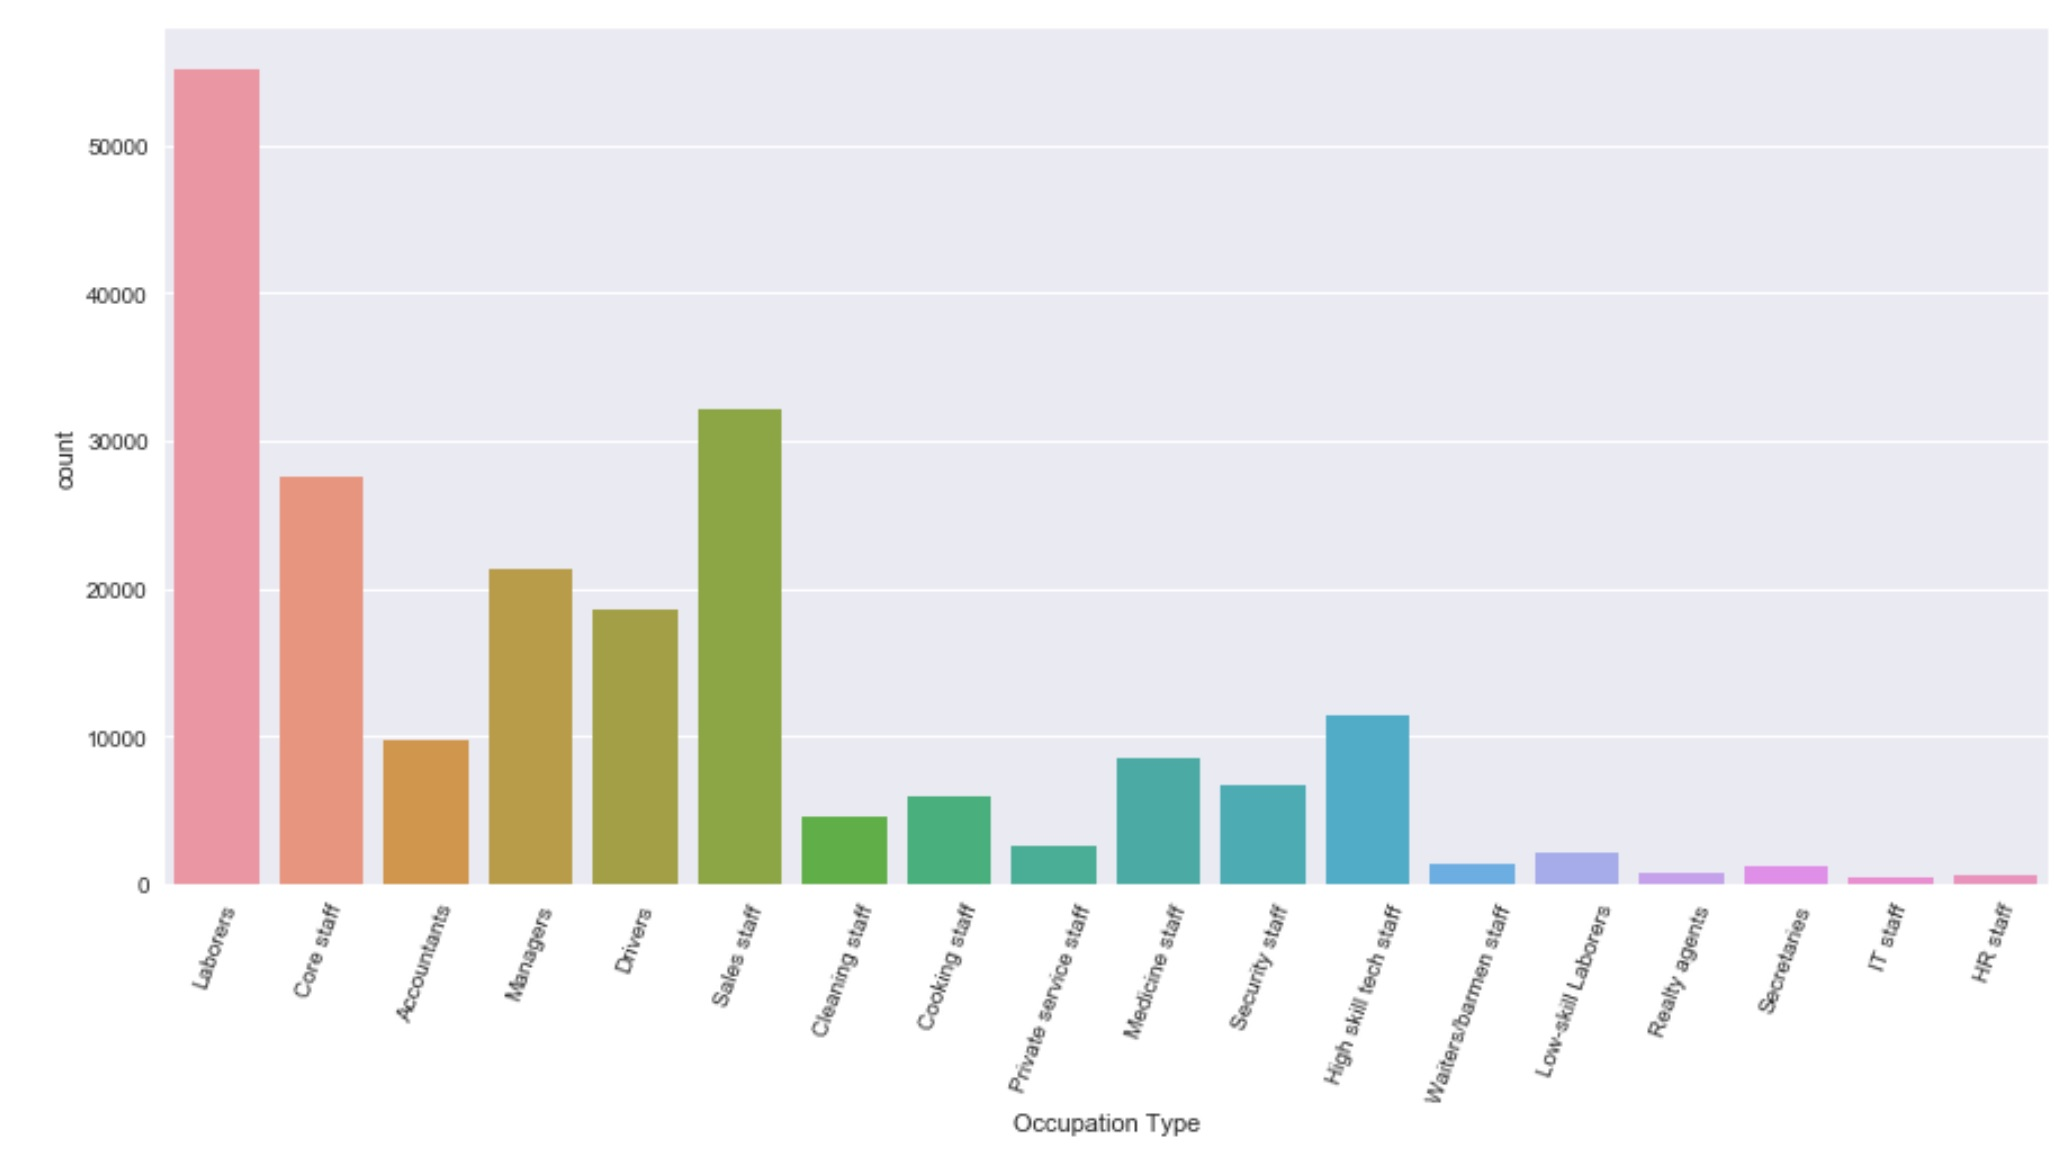 50000
40000
30000
20000
10000
0
count
Laborers
Core staff
Accountants
Managers
Drivers
Sales staff
Cleaning staff
Cooking staff
Private service staff
Medicine staff
Security staff
High skill tech staff
Waiters/barmen staff
Low-skill Laborers
Realty agents
Secretaries
IT staff
HR staff
Occupation Type